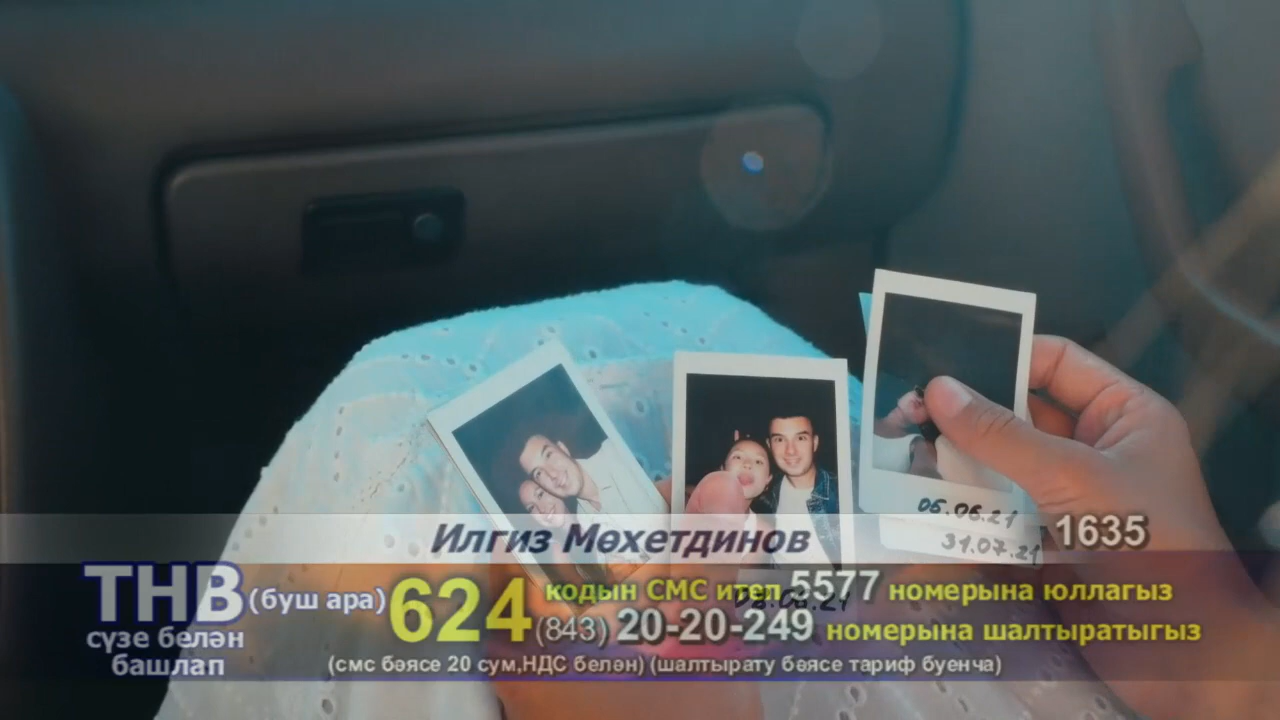 05.06.21
31.07.21
Илгиз Мөхетдинов
1635
ТНВ (буш ара) 624 кодын СМС итеп 5577 номерына юллагыз
сүзе белән
башлап
(843) 20-20-249 номерына шалтыратыгыз
(смс бәясе 20 сум,НДС белән) (шалтырату бәясе тариф буенча)